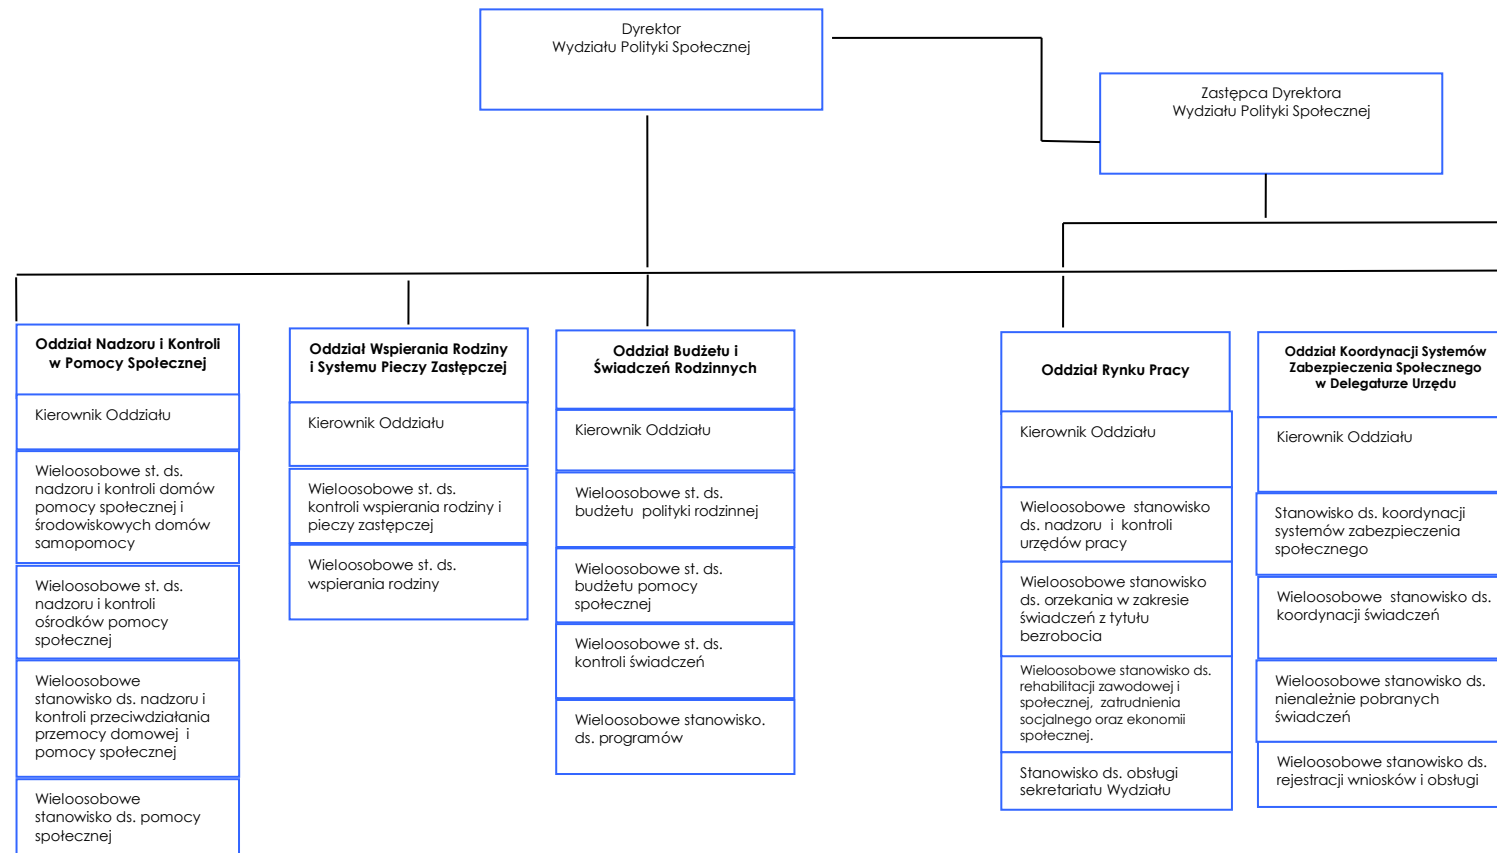 Dyrektor
Wydziału Polityki Społecznej
Zastępca Dyrektora
Wydziału Polityki Społecznej
Oddział Nadzoru i Kontroli
w Pomocy Społecznej
Kierownik Oddziału
Wieloosobowe st. ds.
nadzoru i kontroli domów
pomocy społecznej i
środowiskowych domów
samopomocy
Wieloosobowe st. ds.
nadzoru i kontroli
ośrodków pomocy
społecznej
Wieloosobowe
stanowisko ds. nadzoru i
kontroli przeciwdziałania
przemocy domowej i
pomocy społecznej
Wieloosobowe
stanowisko ds. pomocy
społecznej
Oddział Wspierania Rodziny
i Systemu Pieczy Zastępczej
Kierownik Oddziału
Wieloosobowe st. ds.
kontroli wspierania rodziny i
pieczy zastępczej
Wieloosobowe st. ds.
wspierania rodziny
Oddział Budżetu i
Świadczeń Rodzinnych
Kierownik Oddziału
Wieloosobowe st. ds.
budżetu polityki rodzinnej
Wieloosobowe st. ds.
budżetu pomocy
społecznej
Wieloosobowe st. ds.
kontroli świadczeń
Wieloosobowe stanowisko.
ds. programów
Oddział Rynku Pracy
Kierownik Oddziału
Wieloosobowe stanowisko
ds. nadzoru i kontroli
urzędów pracy
Wieloosobowe stanowisko
ds. orzekania w zakresie
świadczeń z tytułu
bezrobocia
Wieloosobowe stanowisko ds.
rehabilitacji zawodowej i
społecznej, zatrudnienia
socjalnego oraz ekonomii
społecznej.
Stanowisko ds. obsługi
sekretariatu Wydziału
Oddział Koordynacji Systemów
Zabezpieczenia Społecznego
w Delegaturze Urzędu
Kierownik Oddziału
Stanowisko ds. koordynacji
systemów zabezpieczenia
społecznego
Wieloosobowe stanowisko ds.
koordynacji świadczeń
Wieloosobowe stanowisko ds.
nienależnie pobranych
świadczeń
Wieloosobowe stanowisko ds.
rejestracji wniosków i obsługi